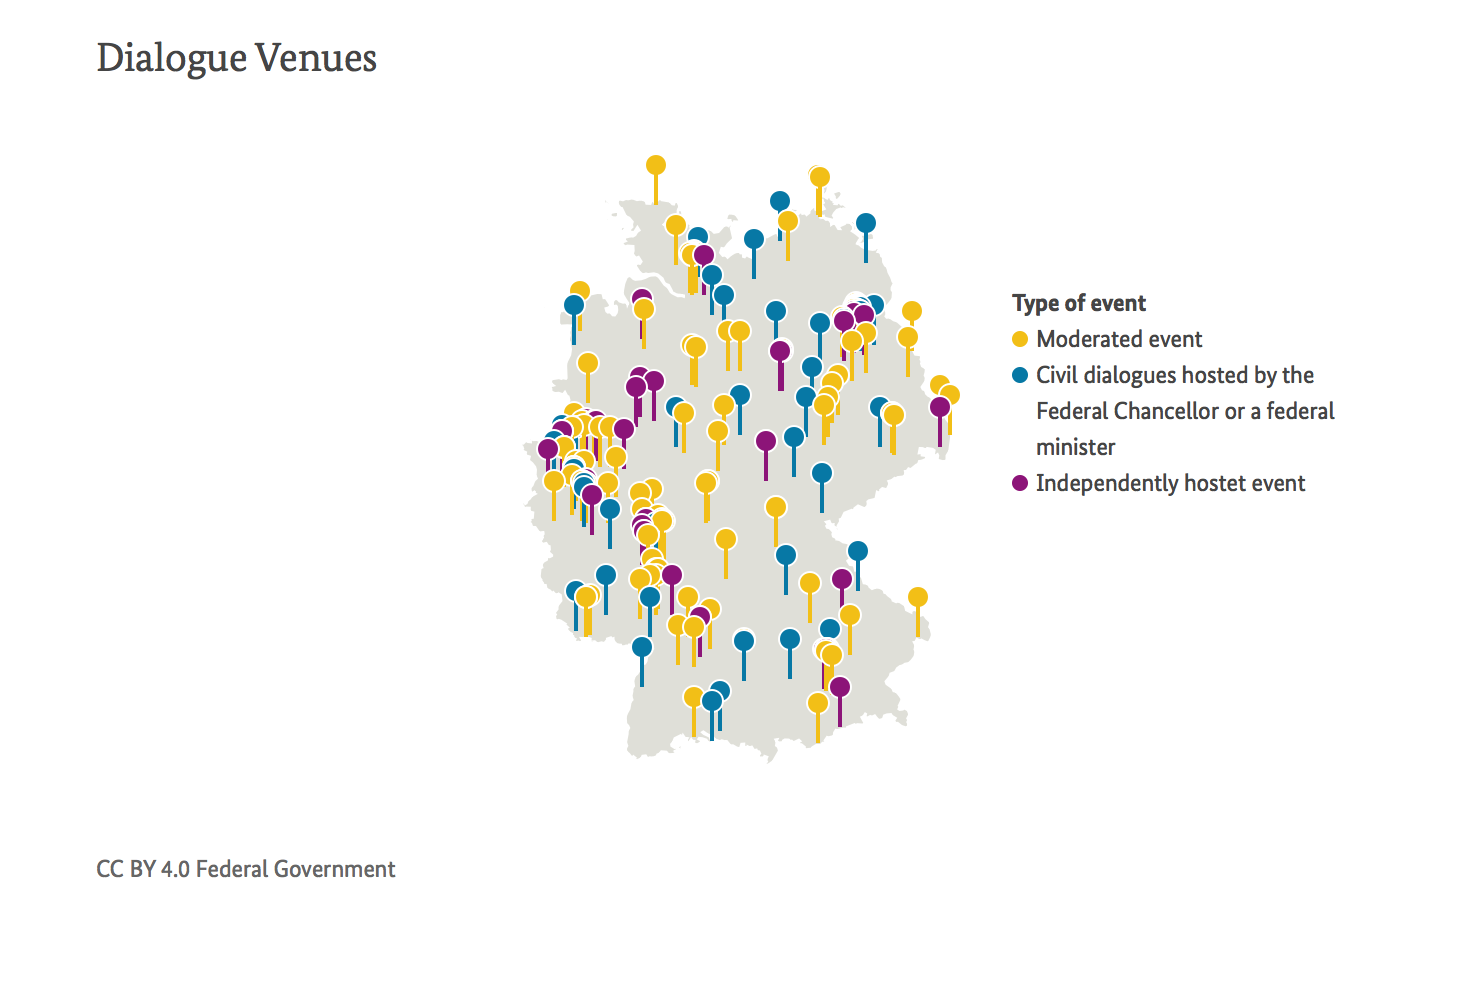 Dialogue Venues
Type of event
Moderated event
Civil dialogues hosted by the
Federal Chancellor or a federal
minister
Independently hostet event
CC BY 4.0 Federal Government